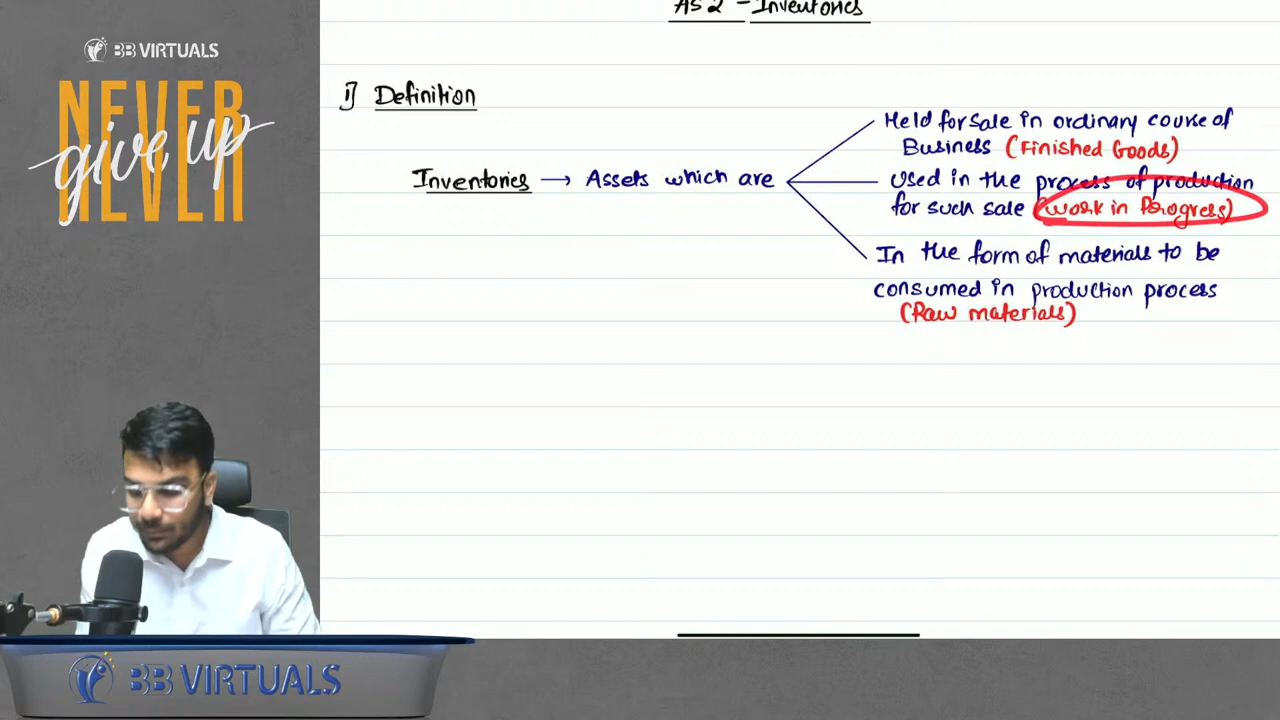 AS 2 - Inventories
BB VIRTUALS
NEVER
give up
NEVER
1] Definition
Inventories → Assets which are
Held for sale in ordinary course of
Business (Finished Goods)
Used in the process of production
for such sale (Work in Progress)
In the form of materials to be
consumed in production process
(Raw materials)
BB VIRTUALS